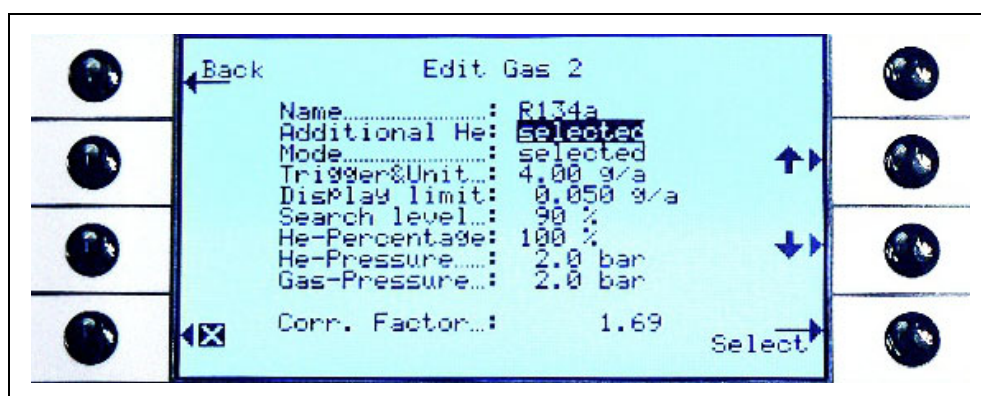 Back Edit Gas 2
Name......................: R134a
Additional He: selected
Mode......................: selected
Trigger&Unit...: 4.00 g/a
Display limit: 0.050 g/a
Search level...: 90 %
He-Percentage: 100 %
He-Pressure......: 2.0 bar
Gas-Pressure...: 2.0 bar
Corr. Factor...: 1.69
Select